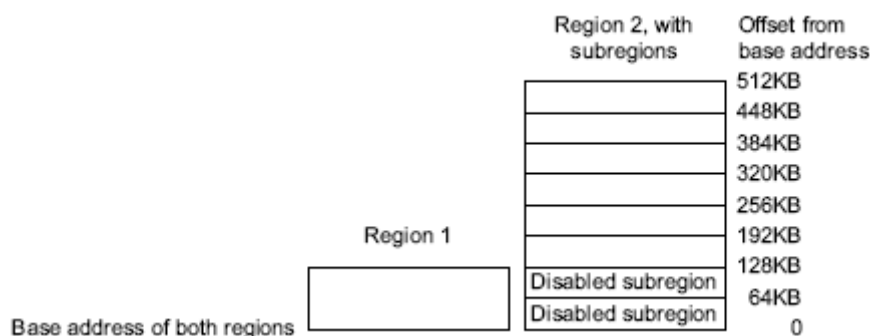 Region 2, with
subregions
Offset from
base address
512KB
448KB
384KB
320KB
256KB
Region 1
192KB
128KB
Disabled subregion
64KB
Disabled subregion
Base address of both regions
0